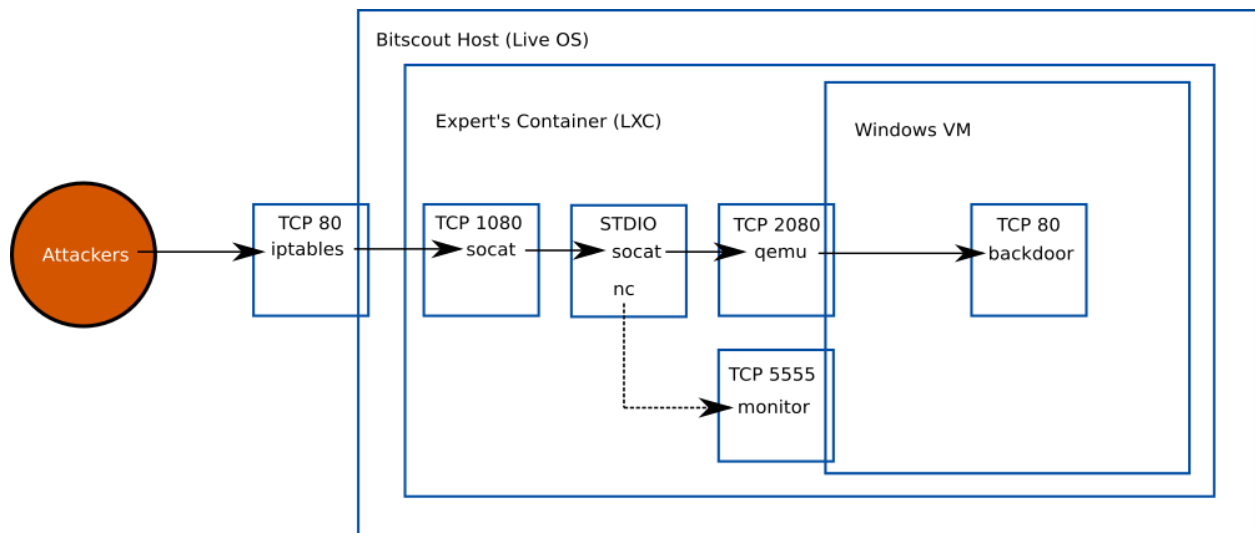 Bitscout Host (Live OS)
Expert's Container (LXC)
Windows VM
Attackers
TCP 80
iptables
TCP 1080
socat
STDIO
socat
nc
TCP 2080
qemu
TCP 80
backdoor
TCP 5555
monitor